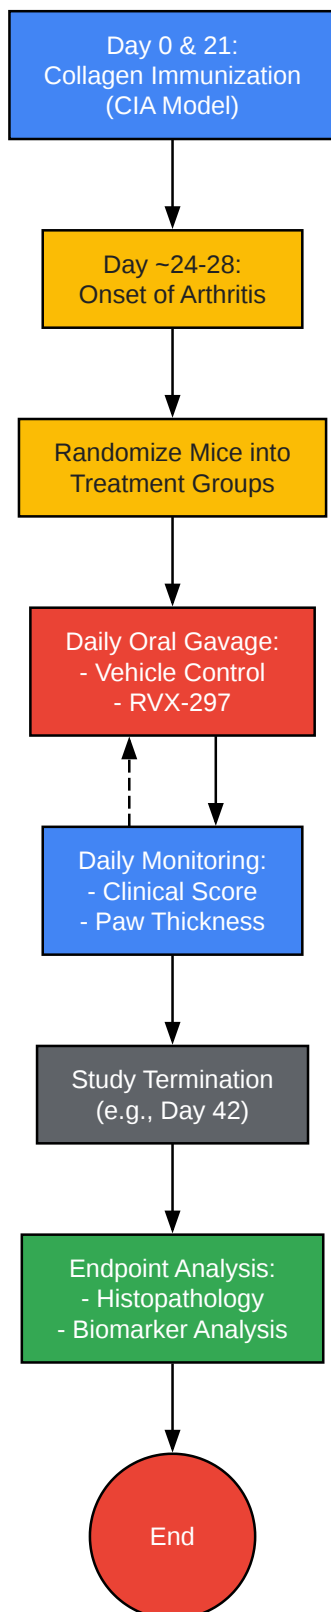 Day 0 & 21:
Collagen Immunization
(CIA Model)
Day ~24-28:
Onset of Arthritis
Randomize Mice into
Treatment Groups
Daily Oral Gavage:
- Vehicle Control
- RVX-297
Daily Monitoring:
- Clinical Score
- Paw Thickness
Study Termination
(e.g., Day 42)
Endpoint Analysis:
- Histopathology
- Biomarker Analysis
End